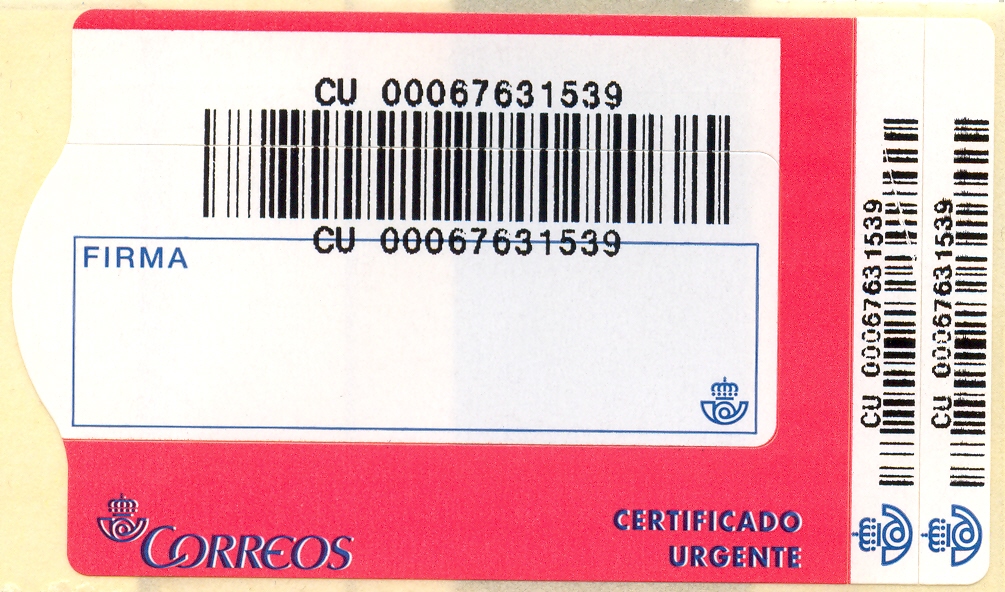 CU 00067631539
CU 00067631539
FIRMA
CORREOS
CERTIFICADO
URGENTE
CU 00067631539
CU 00067631539